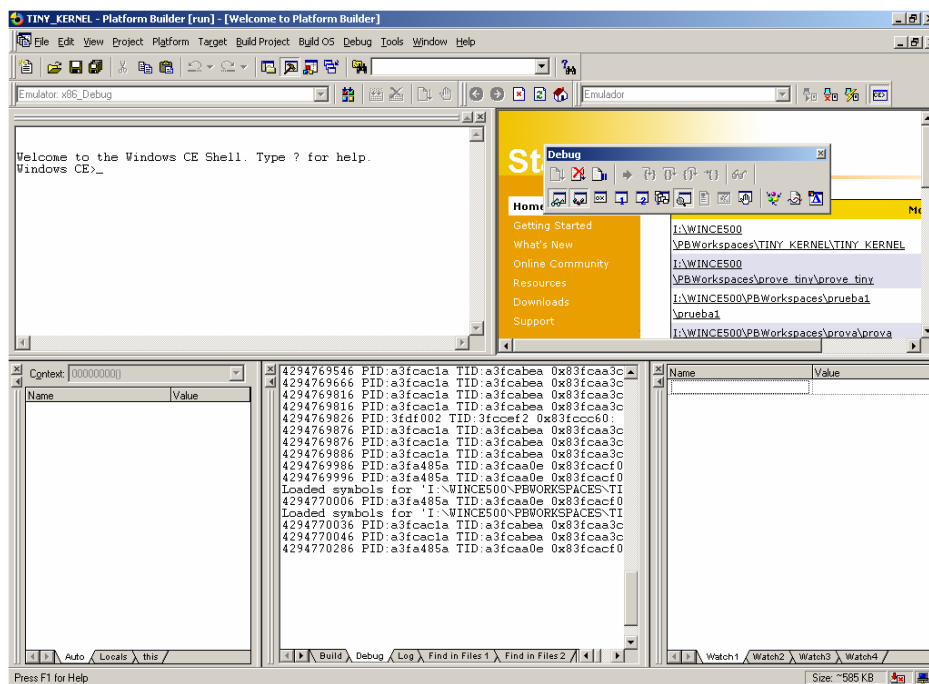 TINY_KERNEL - Platform Builder [run] - [Welcome to Platform Builder]
File Edit View Project Platform Target Build Project Build OS Debug Tools Window Help
Emulator: x86_Debug
Emulador
Welcome to the Windows CE Shell. Type ? for help.
Windows CE>_
St
Debug
Home
Getting Started
What's New
Online Community
Resources
Downloads
Support
Mo
I:\WINCE500
\PBWorkspaces\TINY_KERNEL\TINY_KERNEL
I:\WINCE500
\PBWorkspaces\prove_tiny\prove_tiny
I:\WINCE500\PBWorkspaces\prueba1
\prueba1
I:\WINCE500\PBWorkspaces\prova\prova
Context: 00000000()
Name Value
4294769546 PID:a3fcac1a TID:a3fcabea 0x83fcaa3c
4294769666 PID:a3fcac1a TID:a3fcabea 0x83fcaa3c
4294769816 PID:a3fcac1a TID:a3fcabea 0x83fcaa3c
4294769816 PID:a3fcac1a TID:a3fcabea 0x83fcaa3c
4294769826 PID:3fdf002 TID:3fccef2 0x83fccc60:
4294769876 PID:a3fcac1a TID:a3fcabea 0x83fcaa3c
4294769876 PID:a3fcac1a TID:a3fcabea 0x83fcaa3c
4294769886 PID:a3fcac1a TID:a3fcabea 0x83fcaa3c
4294769986 PID:a3fa485a TID:a3fcaa0e 0x83fcacf0
4294769996 PID:a3fa485a TID:a3fcaa0e 0x83fcacf0
Loaded symbols for 'I:\WINCE500\PBWORKSPACES\TI
4294770006 PID:a3fa485a TID:a3fcaa0e 0x83fcacf0
Loaded symbols for 'I:\WINCE500\PBWORKSPACES\TI
4294770036 PID:a3fcac1a TID:a3fcabea 0x83fcaa3c
4294770046 PID:a3fcac1a TID:a3fcabea 0x83fcaa3c
4294770286 PID:a3fa485a TID:a3fcaa0e 0x83fcacf0
Name Value
Auto Locals this
Build Debug Log Find in Files 1 Find in Files 2
Watch1 Watch2 Watch3 Watch4
Press F1 for Help
Size: ~585 KB